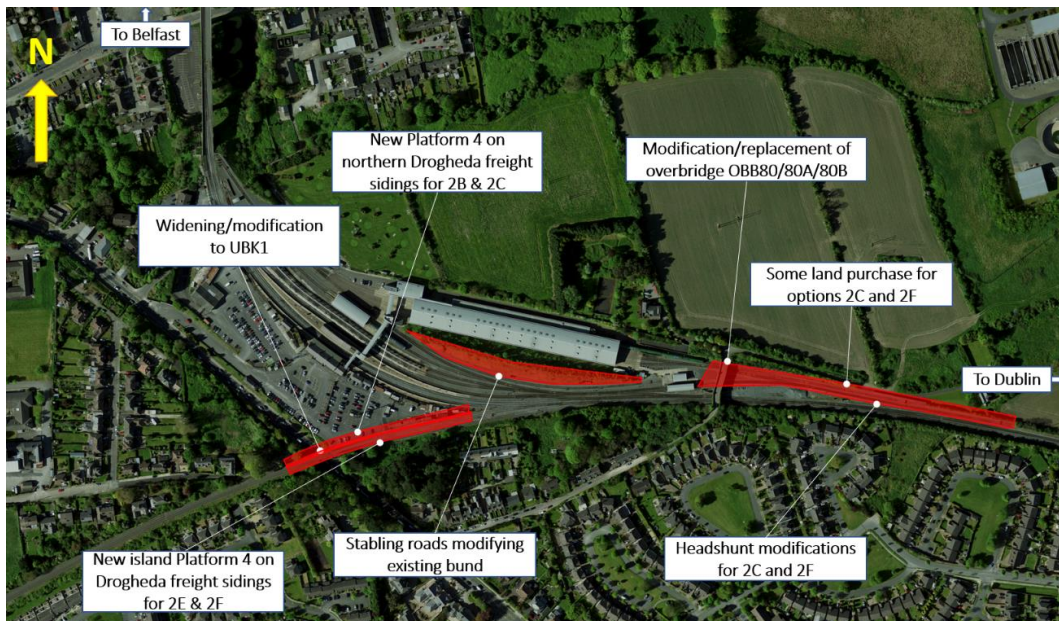 To Belfast
N
New Platform 4 on
northern Drogheda freight
sidings for 2B & 2C
Modification/replacement of
overbridge OBB80/80A/80B
Widening/modification
to UBK1
Some land purchase for
options 2C and 2F
To Dublin
New island Platform 4 on
Drogheda freight sidings
for 2E & 2F
Stabling roads modifying
existing bund
Headshunt modifications
for 2C and 2F